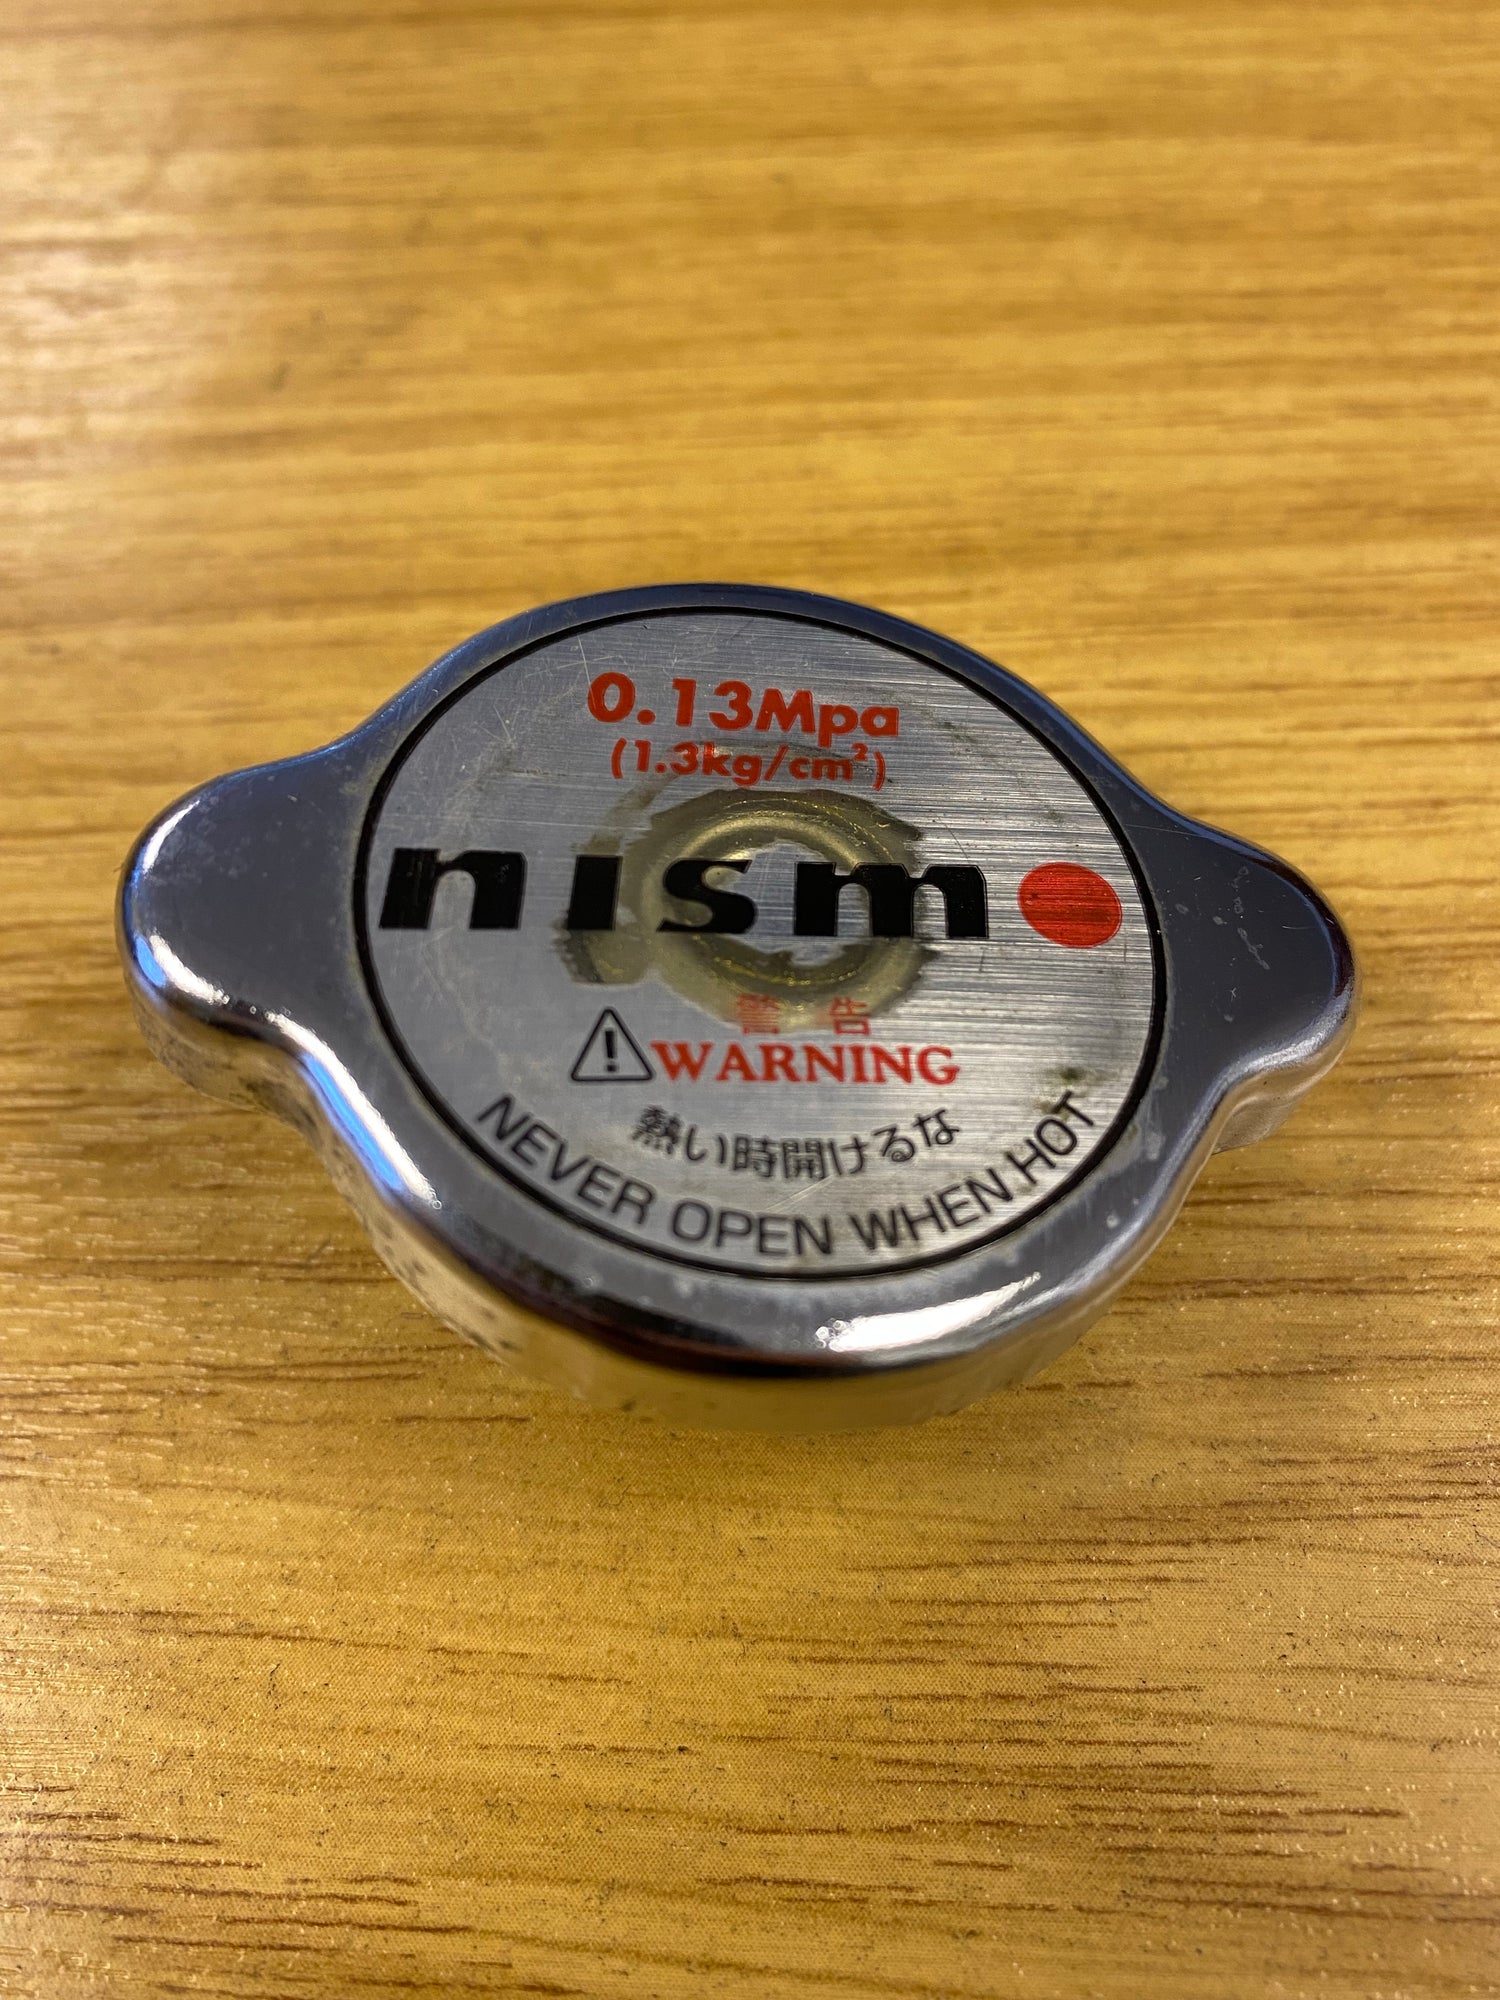 0.13Mpa
(1.3kg/cm²)
nismo
警告
WARNING
熱い時開けるな
NEVER OPEN WHEN HOT